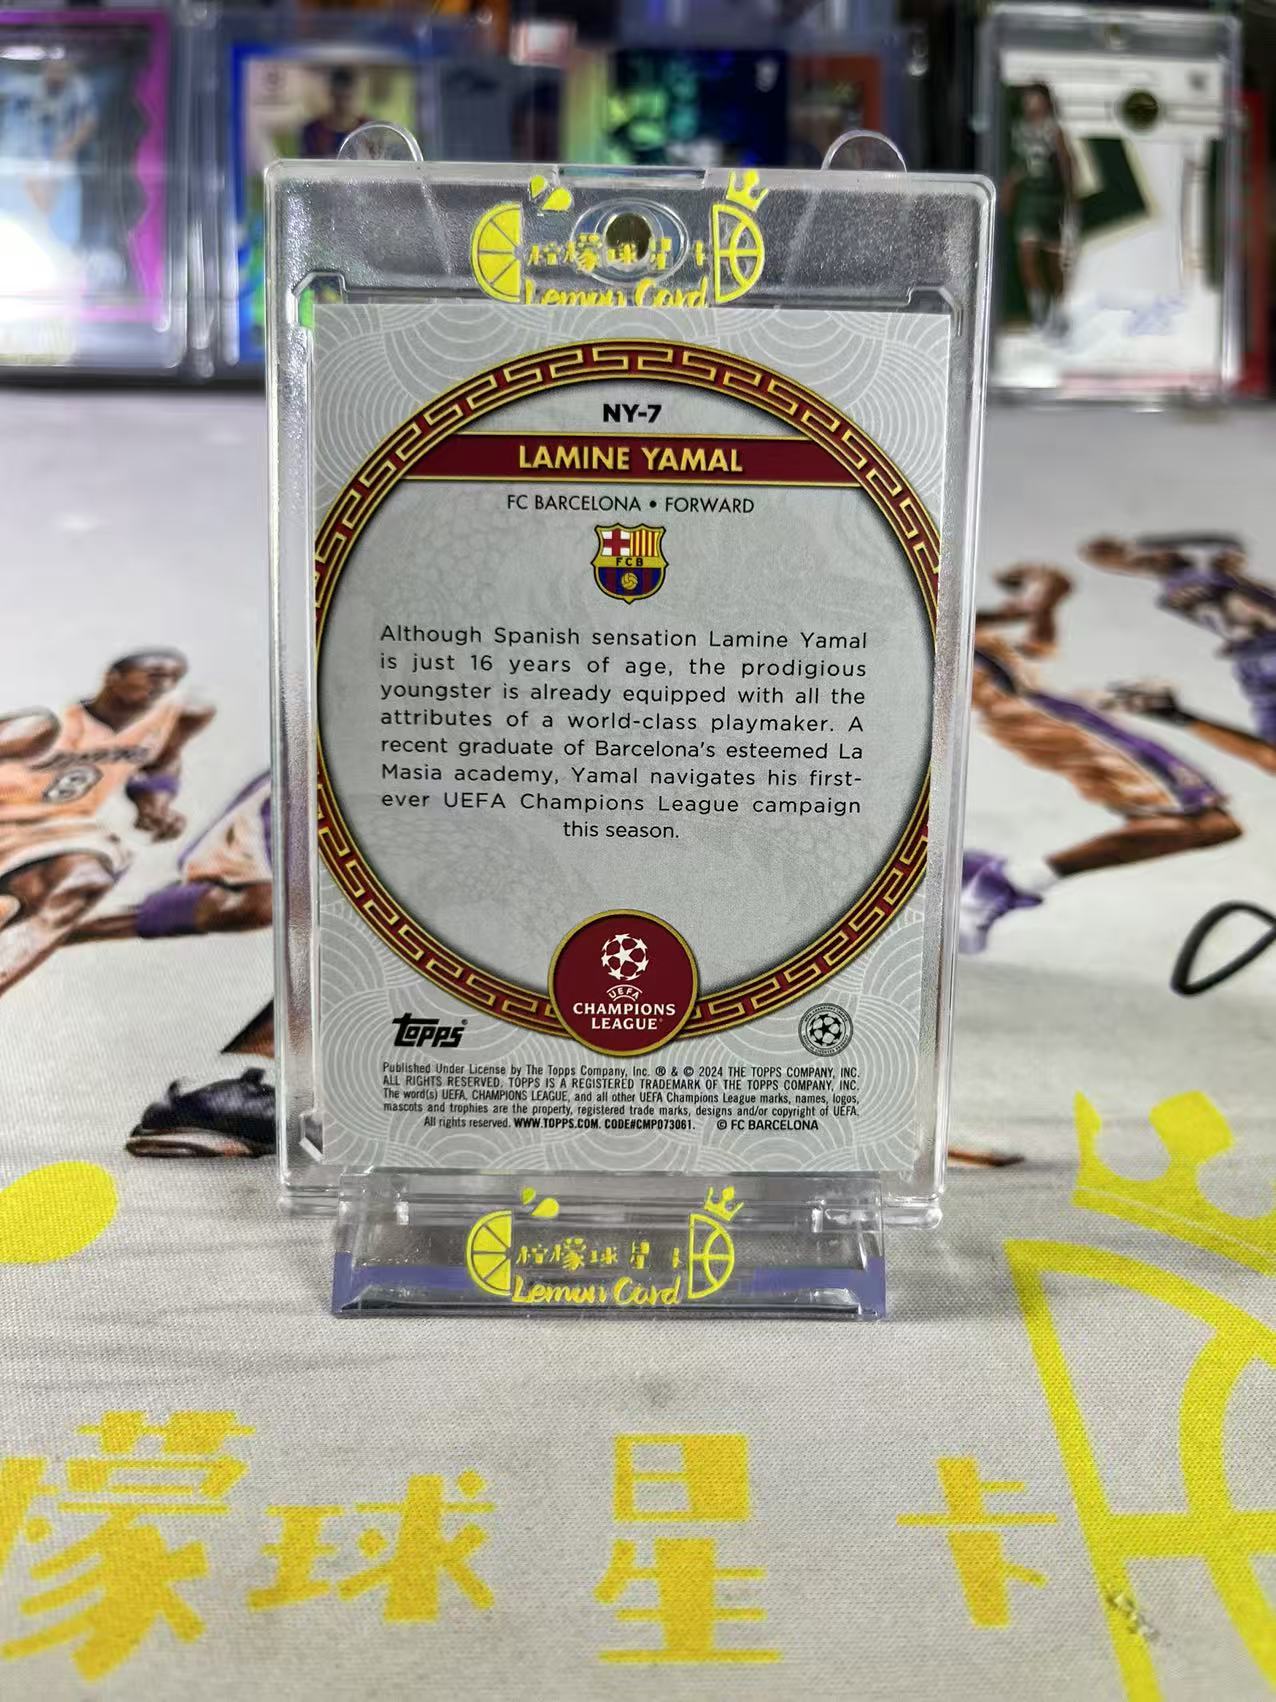 柠檬球星卡
Lemon Card
NY-7
LAMINE YAMAL
FC BARCELONA • FORWARD
FCB
Although Spanish sensation Lamine Yamal
is just 16 years of age, the prodigious
youngster is already equipped with all the
attributes of a world-class playmaker. A
recent graduate of Barcelona's esteemed La
Masia academy, Yamal navigates his first-
ever UEFA Champions League campaign
this season.
UEFA
CHAMPIONS
LEAGUE
topps®
Published Under License by The Topps Company, Inc. ® & © 2024 THE TOPPS COMPANY, INC.
ALL RIGHTS RESERVED. TOPPS IS A REGISTERED TRADEMARK OF THE TOPPS COMPANY, INC.
The word(s) UEFA, CHAMPIONS LEAGUE, and all other UEFA Champions League marks, names, logos,
mascots and trophies are the property, registered trade marks, designs and/or copyright of UEFA.
All rights reserved. WWW.TOPPS.COM. CODE#CMP073061. © FC BARCELONA
柠檬球星卡
Lemon Card
8
檬球星卡